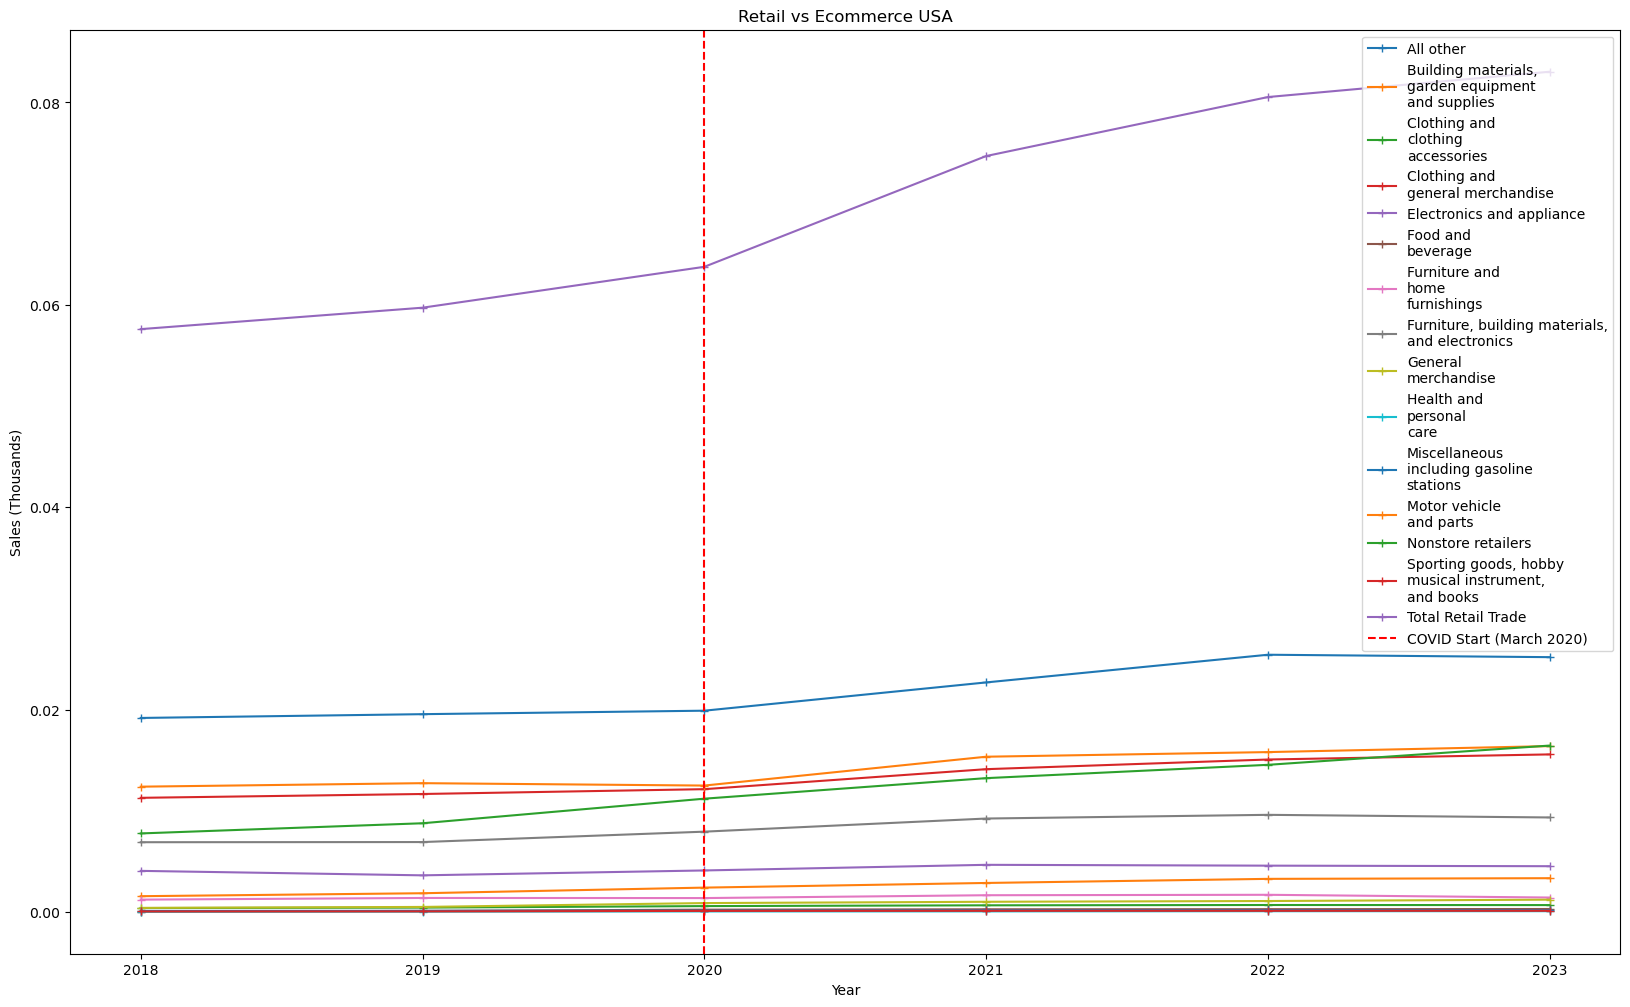 Retail vs Ecommerce USA
All other
Building materials,
garden equipment
and supplies
Clothing and
clothing
accessories
Clothing and
general merchandise
Electronics and appliance
Food and
beverage
Furniture and
home
furnishings
Furniture, building materials,
and electronics
General
merchandise
Health and
personal
care
Miscellaneous
including gasoline
stations
Motor vehicle
and parts
Nonstore retailers
Sporting goods, hobby
musical instrument,
and books
Total Retail Trade
COVID Start (March 2020)
Sales (Thousands)
0.08
0.06
0.04
0.02
0.00
2018
2019
2020
2021
2022
2023
Year